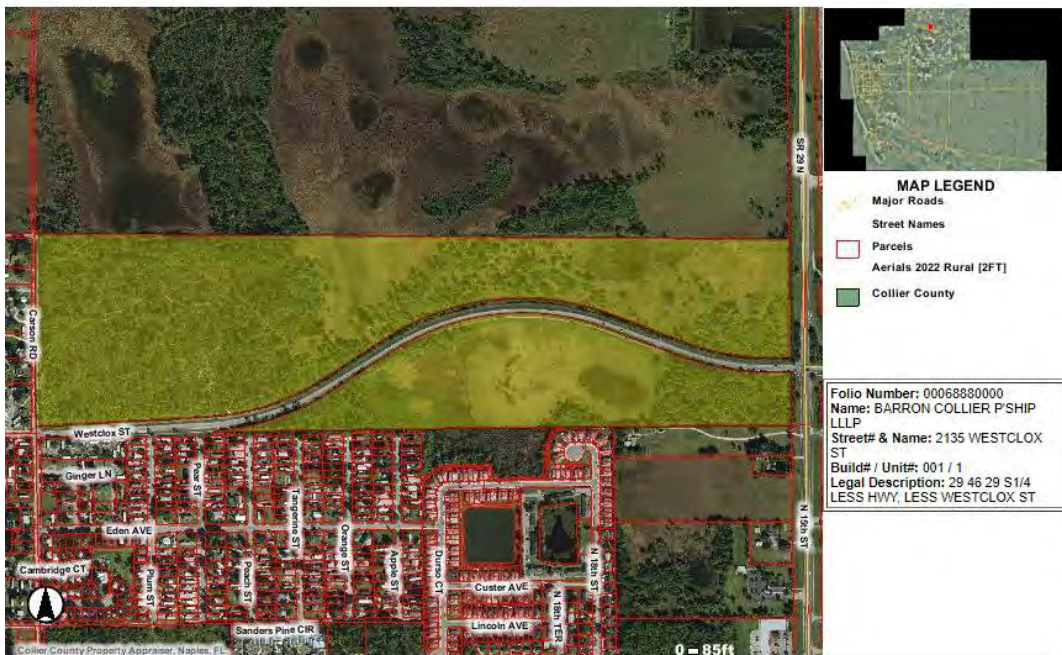 SR 29 N
Carson RD
Westclox ST
Ginger LN
Pear ST
Tangerine ST
Orange ST
Eden AVE
Apple ST
Durso CT
N 18th ST
N 15th ST
Cambridge CT
Plum ST
Peach ST
Custer AVE
N 18th TER
Lincoln AVE
Sanders Pine CIR
Collier County Property Appraiser, Naples, FL
0 = 85ft
MAP LEGEND
Major Roads
Street Names
Parcels
Aerials 2022 Rural [2FT]
Collier County
Folio Number: 00068880000
Name: BARRON COLLIER P'SHIP
LLLP
Street# & Name: 2135 WESTCLOX
ST
Build# / Unit#: 001 / 1
Legal Description: 29 46 29 S1/4
LESS HWY, LESS WESTCLOX ST